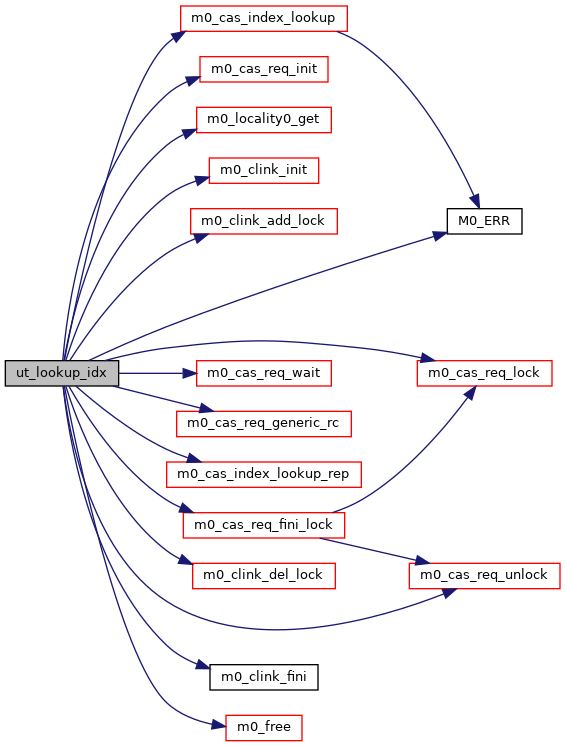 m0_cas_index_lookup
m0_cas_req_init
m0_locality0_get
m0_clink_init
m0_clink_add_lock
M0_ERR
ut_lookup_idx
m0_cas_req_wait
m0_cas_req_lock
m0_cas_req_generic_rc
m0_cas_index_lookup_rep
m0_cas_req_fini_lock
m0_clink_del_lock
m0_cas_req_unlock
m0_clink_fini
m0_free